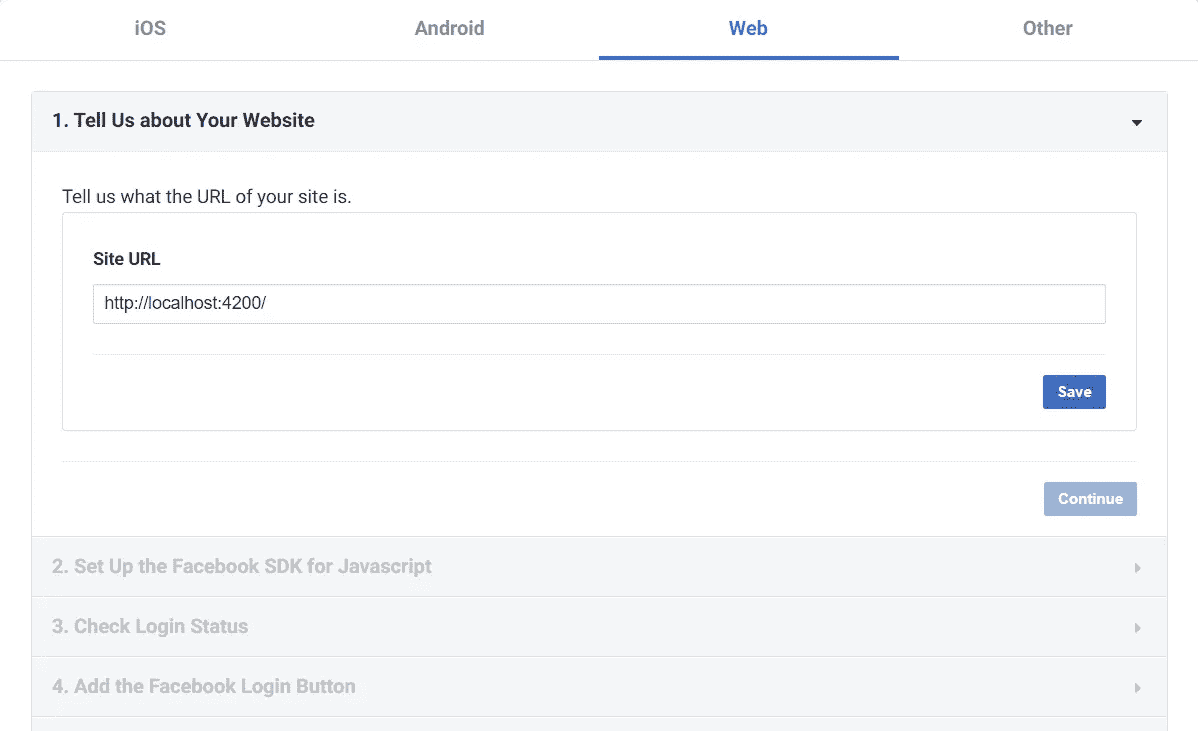 iOS Android Web Other
1. Tell Us about Your Website
Tell us what the URL of your site is.
Site URL
http://localhost:4200/
Save
Continue
2. Set Up the Facebook SDK for Javascript
3. Check Login Status
4. Add the Facebook Login Button